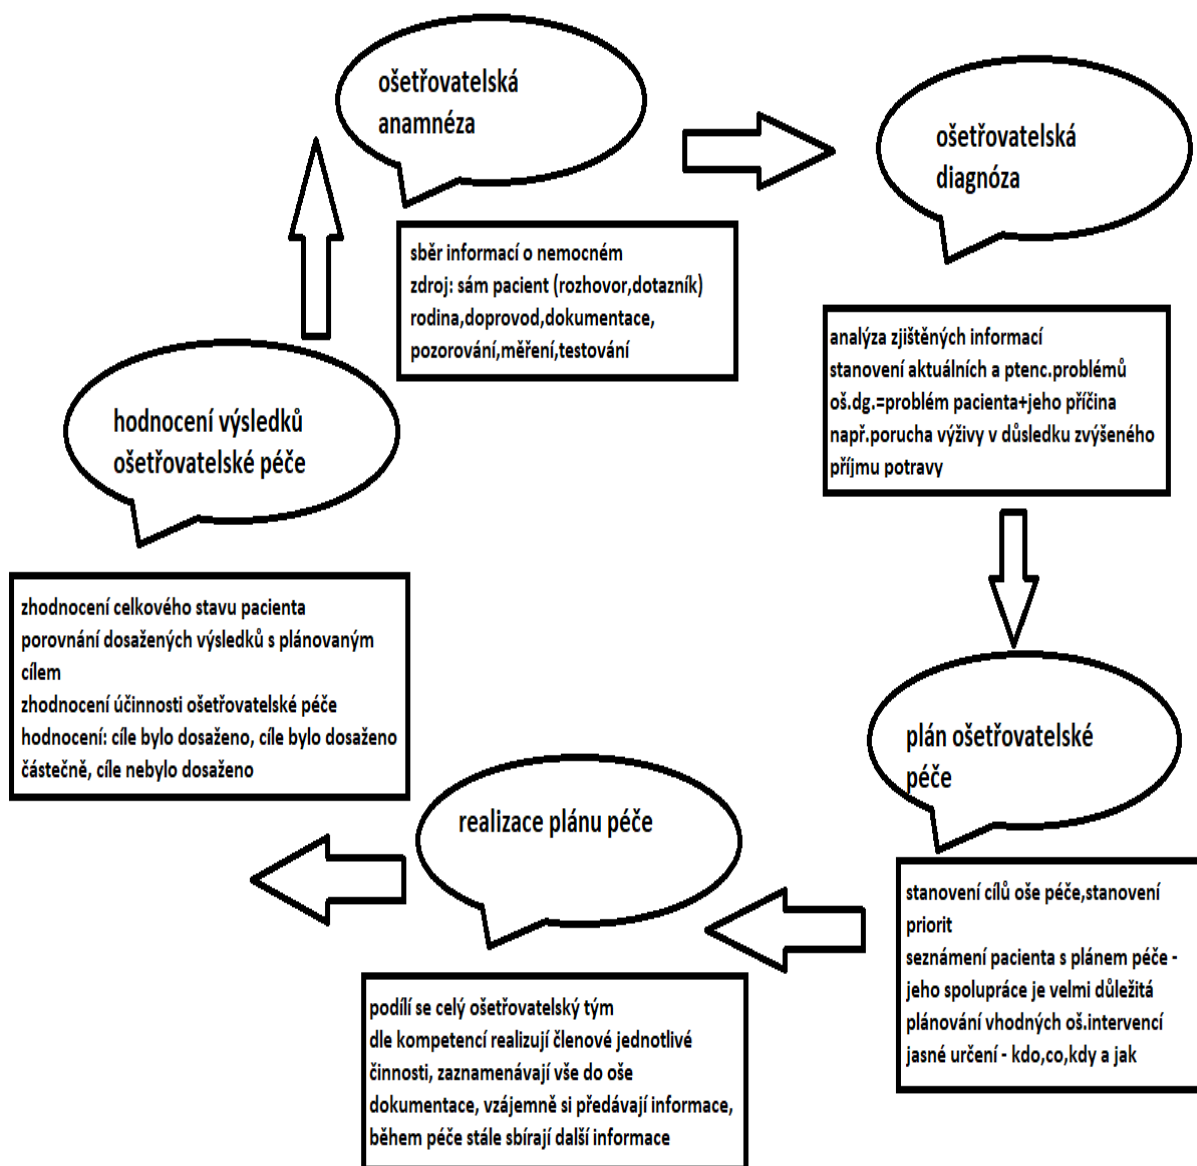 ošetřovatelská
anamnéza
sběr informací o nemocném
zdroj: sám pacient (rozhovor,dotazník)
rodina,doprovod,dokumentace,
pozorování,měření,testování
ošetřovatelská
diagnóza
analýza zjištěných informací
stanovení aktuálních a ptenc.problémů
oš.dg.=problém pacienta+jeho příčina
např.porucha výživy v důsledku zvýšeného
příjmu potravy
plán ošetřovatelské
péče
stanovení cílů oše péče,stanovení
priorit
seznámení pacienta s plánem péče -
jeho spolupráce je velmi důležitá
plánování vhodných oš.intervencí
jasné určení - kdo,co,kdy a jak
realizace plánu péče
podílí se celý ošetřovatelský tým
dle kompetencí realizují členové jednotlivé
činnosti, zaznamenávají vše do oše
dokumentace, vzájemně si předávají informace,
během péče stále sbírají další informace
hodnocení výsledků
ošetřovatelské péče
zhodnocení celkového stavu pacienta
porovnání dosažených výsledků s plánovaným
cílem
zhodnocení účinnosti ošetřovatelské péče
hodnocení: cíle bylo dosaženo, cíle bylo dosaženo
částečně, cíle nebylo dosaženo